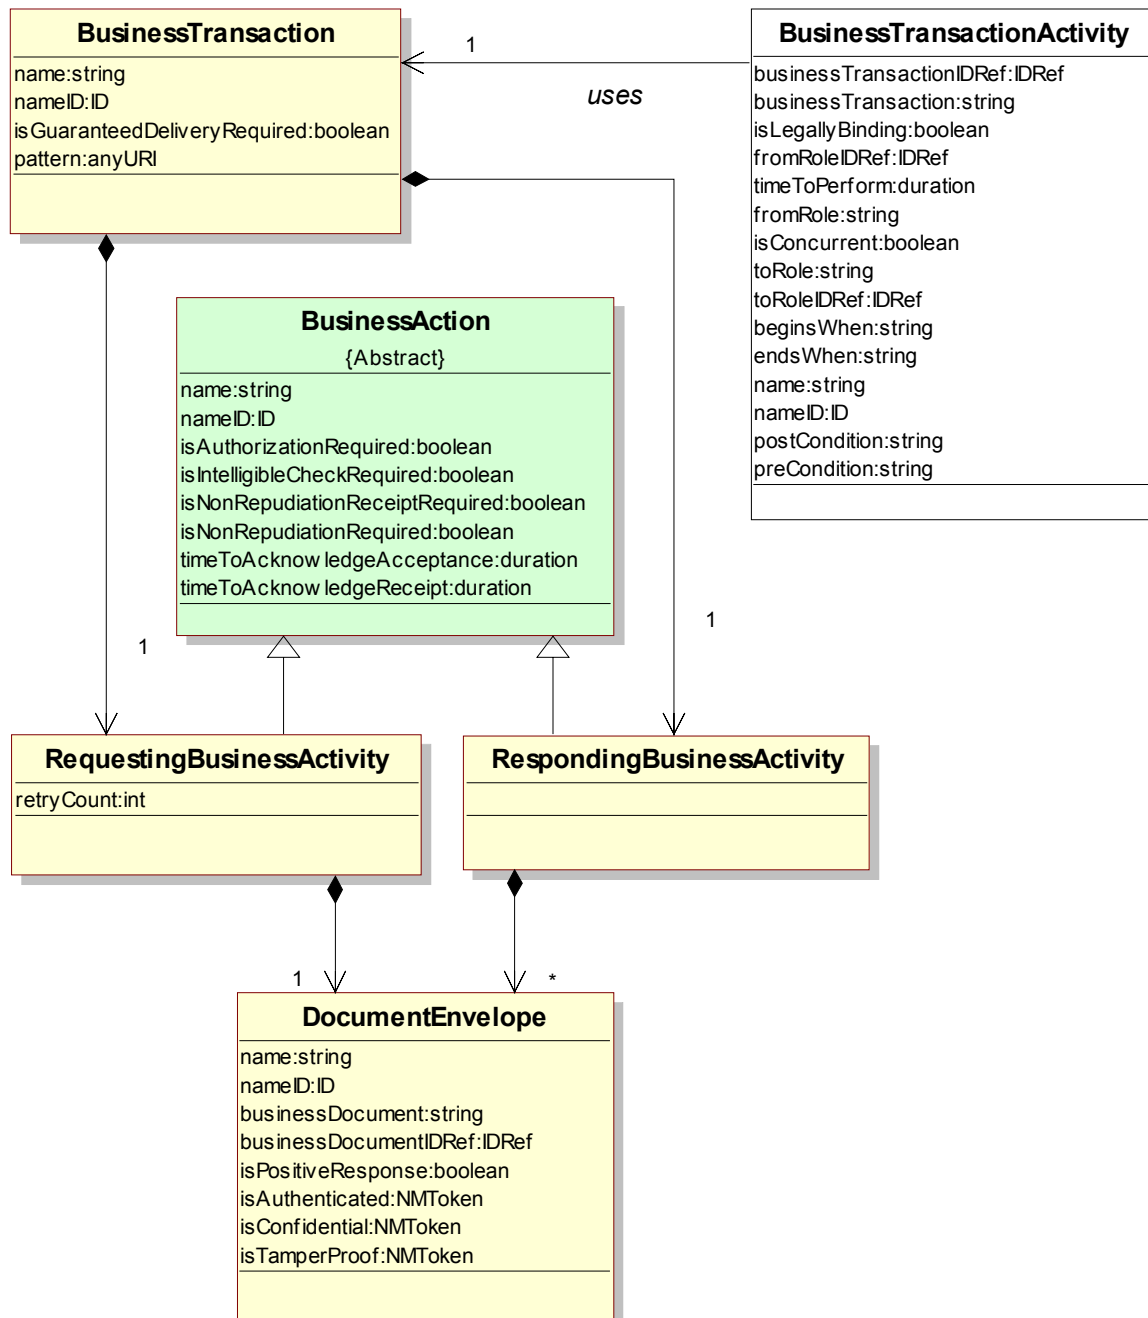 BusinessTransaction
name:string
nameID:ID
isGuaranteedDeliveryRequired:boolean
pattern:anyURI
1
uses
BusinessTransactionActivity
businessTransactionIDRef:IDRef
businessTransaction:string
isLegallyBinding:boolean
fromRoleIDRef:IDRef
timeToPerform:duration
fromRole:string
isConcurrent:boolean
toRole:string
toRoleIDRef:IDRef
beginsWhen:string
endsWhen:string
name:string
nameID:ID
postCondition:string
preCondition:string
BusinessAction
{Abstract}
name:string
nameID:ID
isAuthorizationRequired:boolean
isIntelligibleCheckRequired:boolean
isNonRepudiationReceiptRequired:boolean
isNonRepudiationRequired:boolean
timeToAcknow ledgeAcceptance:duration
timeToAcknow ledgeReceipt:duration
1
1
RequestingBusinessActivity
retryCount:int
RespondingBusinessActivity
1
*
DocumentEnvelope
name:string
nameID:ID
businessDocument:string
businessDocumentIDRef:IDRef
isPositiveResponse:boolean
isAuthenticated:NMToken
isConfidential:NMToken
isTamperProof:NMToken